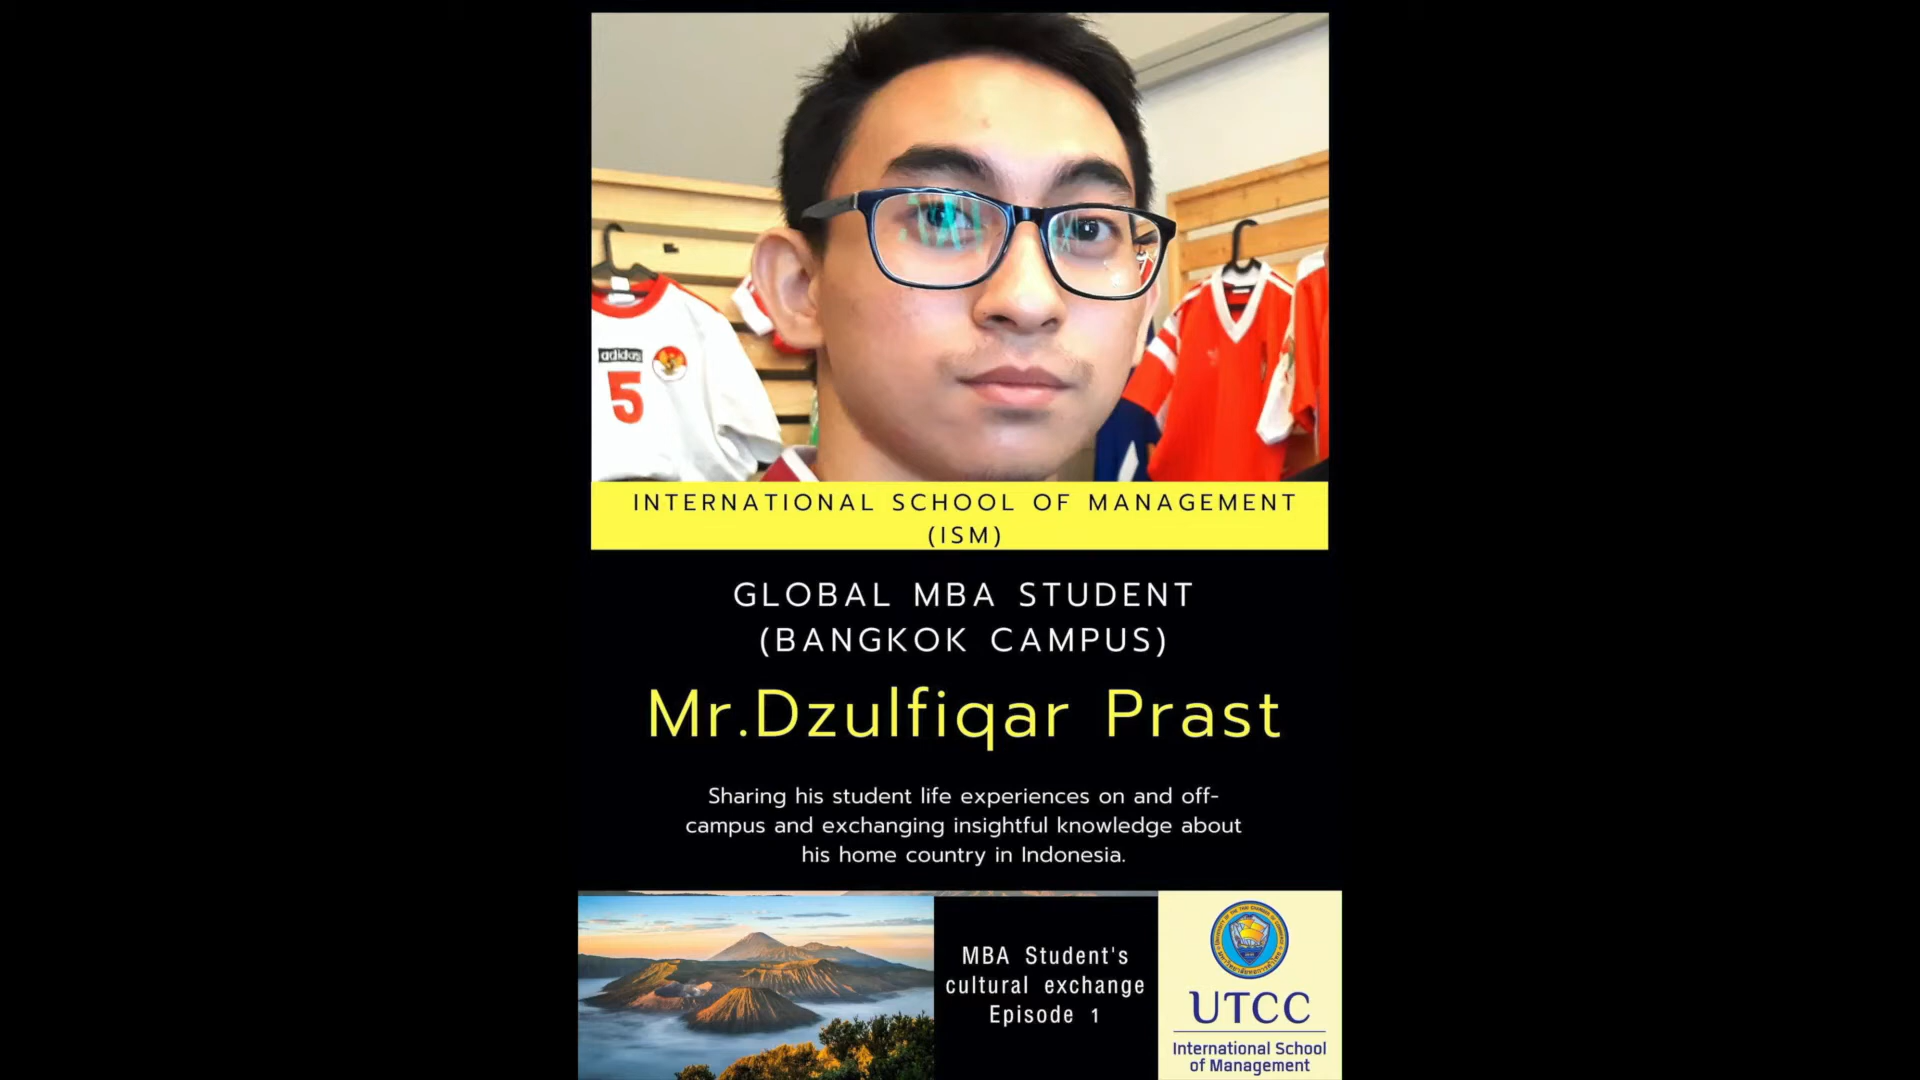 adidas
5
INTERNATIONAL SCHOOL OF MANAGEMENT
(ISM)
GLOBAL MBA STUDENT
(BANGKOK CAMPUS)
Mr.Dzulfiqar Prast
Sharing his student life experiences on and off-
campus and exchanging insightful knowledge about
his home country in Indonesia.
MBA Student's
cultural exchange
Episode 1
UTCC
International School
of Management